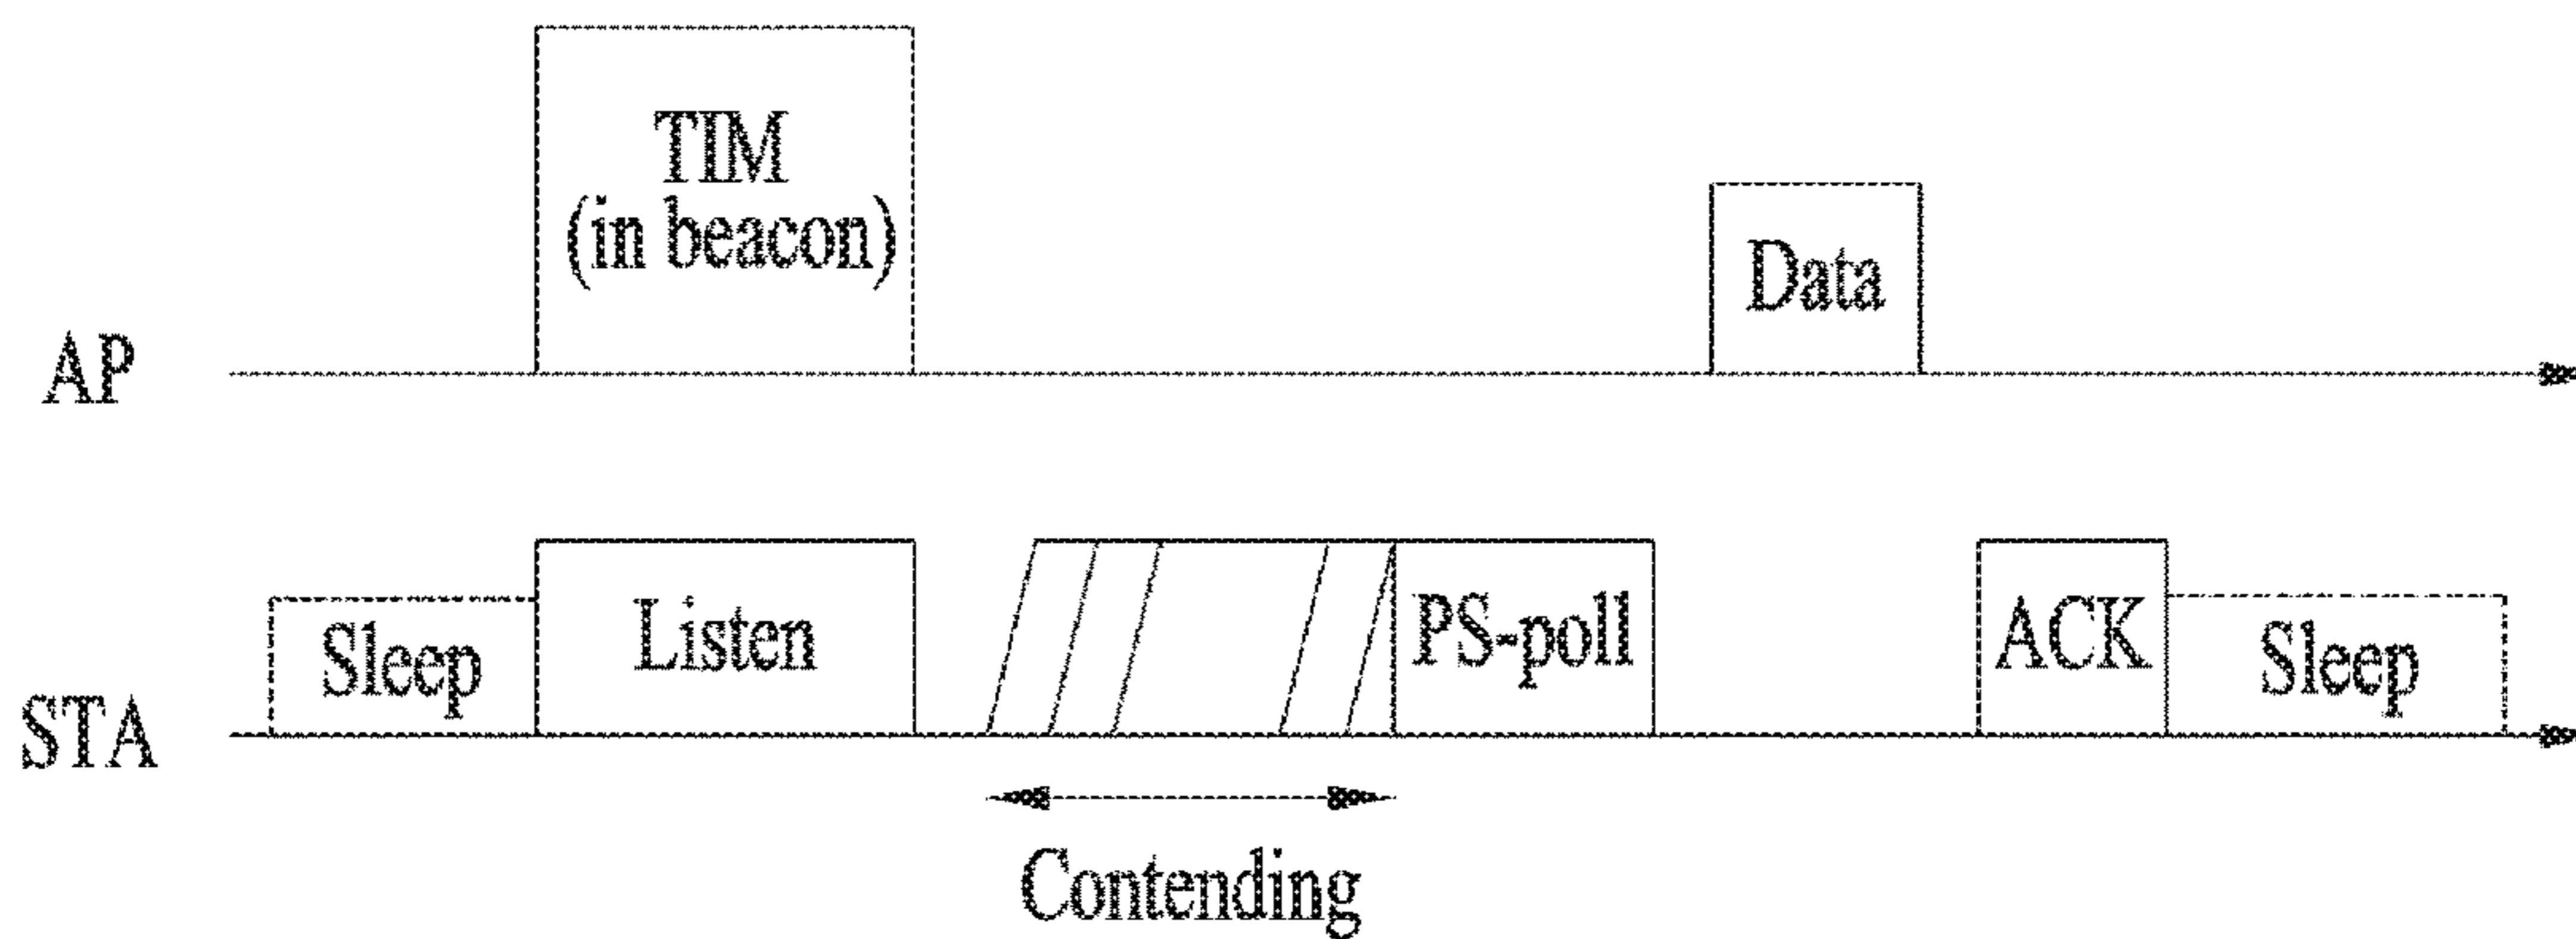 TIM
(in beacon)
Data
AP
Sleep
Listen
PS-poll
ACK
Sleep
STA
Contending